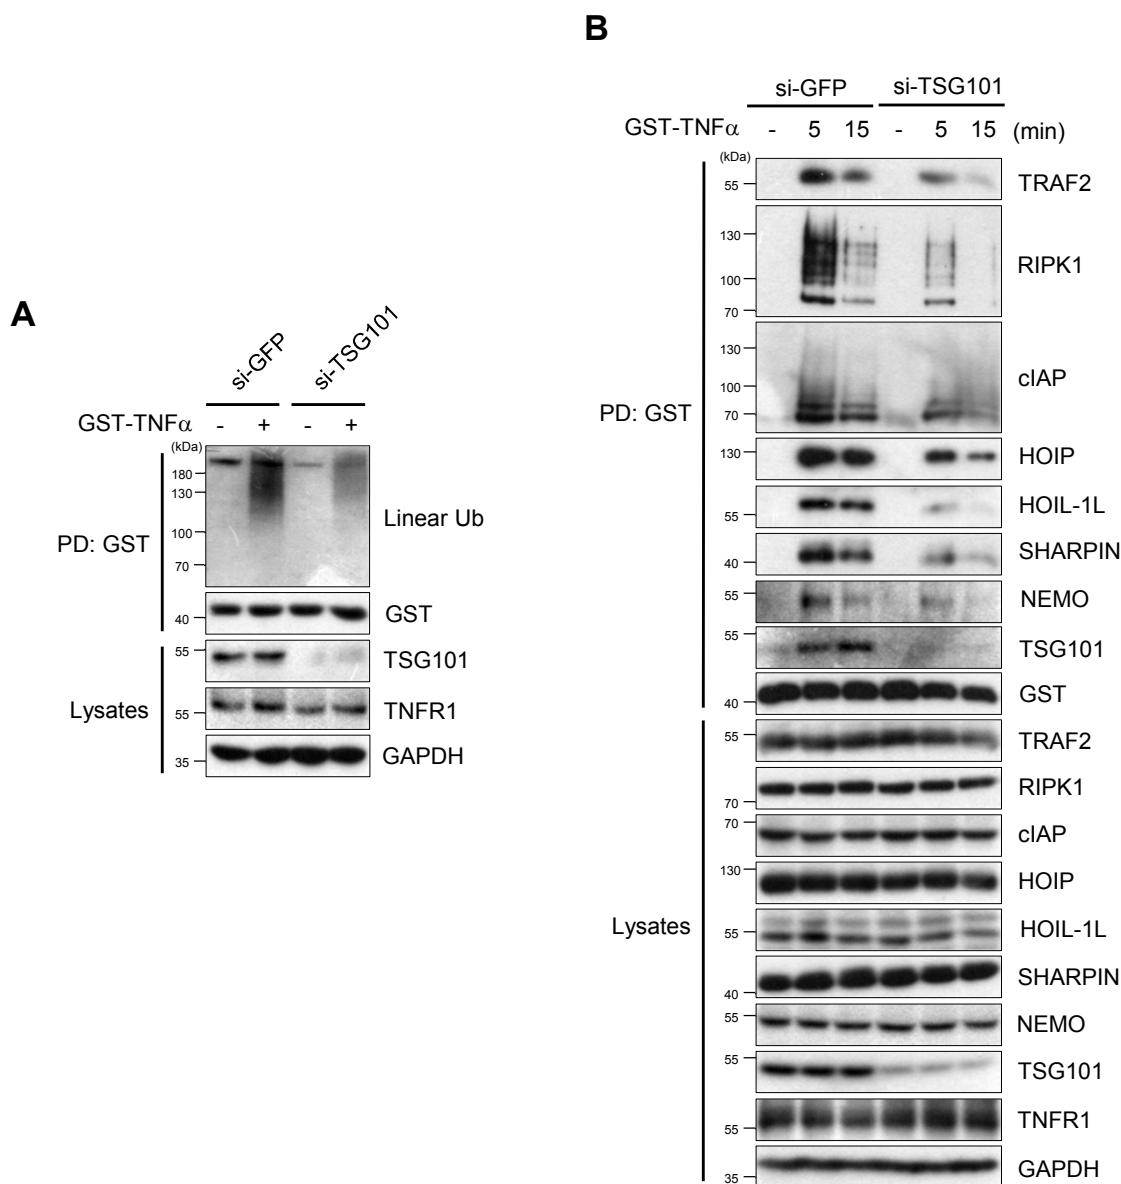 A
si-GFP si-TSG101
GST-TNFα - + - +
(kDa)
PD: GST
180
130
100
70
Linear Ub
40
GST
Lysates
55
TSG101
55
TNFR1
35
GAPDH
B
si-GFP si-TSG101
GST-TNFα - 5 15 - 5 15 (min)
(kDa)
PD: GST
55
TRAF2
130
100
70
RIPK1
130
100
70
cIAP
130
HOIP
55
HOIL-1L
40
SHARPIN
55
NEMO
55
TSG101
40
GST
Lysates
55
TRAF2
70
RIPK1
70
cIAP
130
HOIP
55
HOIL-1L
40
SHARPIN
55
NEMO
55
TSG101
55
TNFR1
35
GAPDH